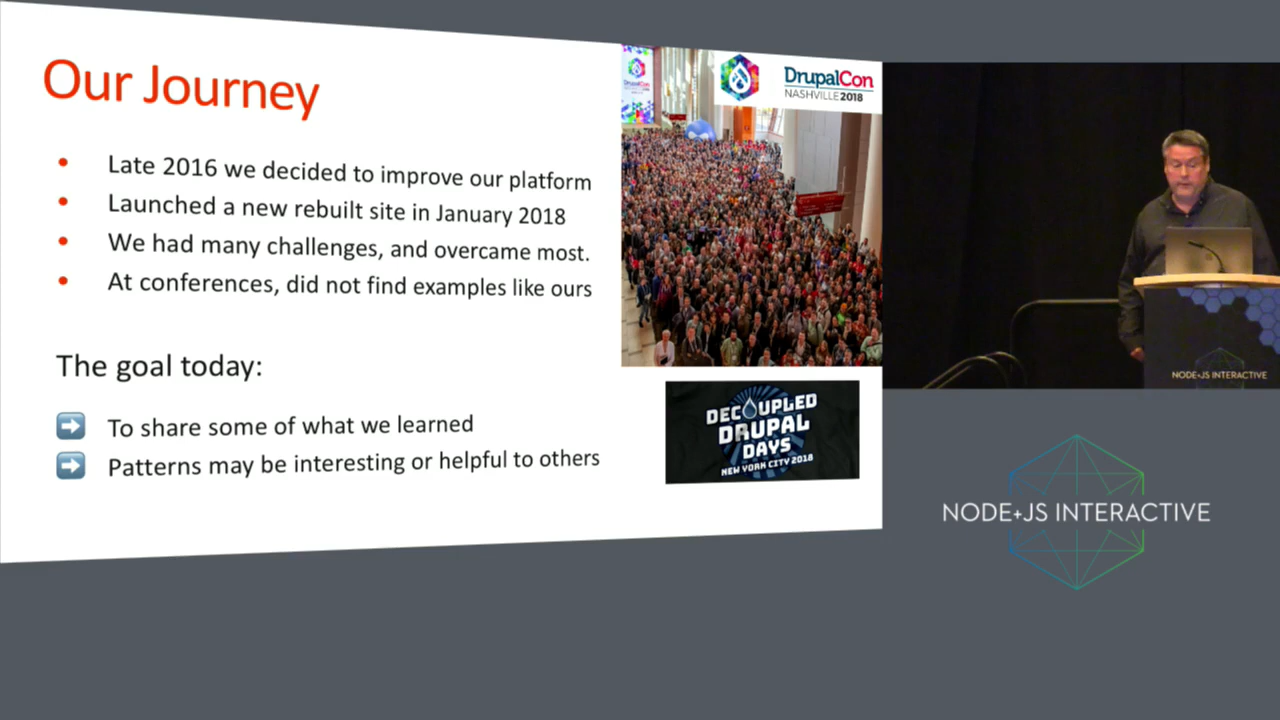 Our Journey
• Late 2016 we decided to improve our platform
• Launched a new rebuilt site in January 2018
• We had many challenges, and overcame most.
• At conferences, did not find examples like ours
The goal today:
➡ To share some of what we learned
➡ Patterns may be interesting or helpful to others
DrupalCon
NASHVILLE 2018
DECOUPLED
DRUPAL
DAYS
NEW YORK CITY 2018
NODE+JS INTERACTIVE
NODE+JS INTERACTIVE